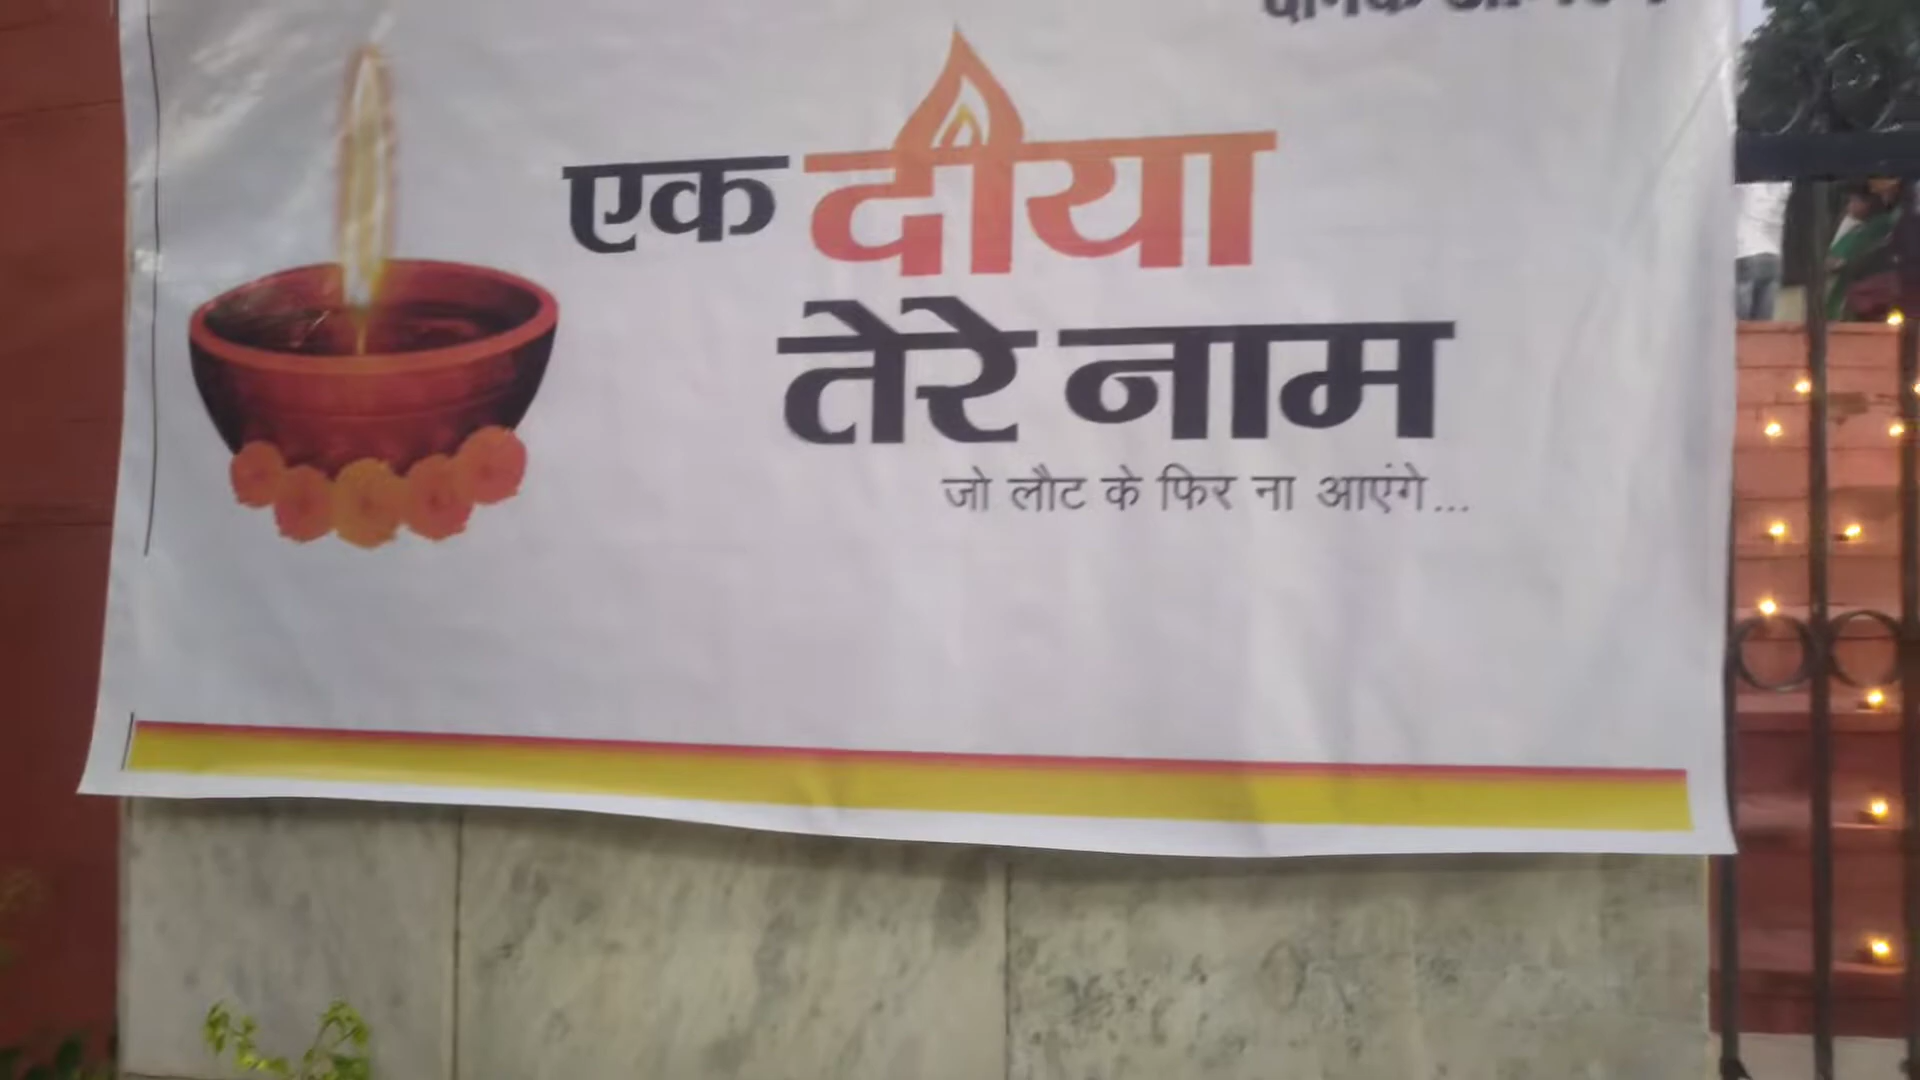 एक दीया
तेरे नाम
जो लौट के फिर ना आएंगे...